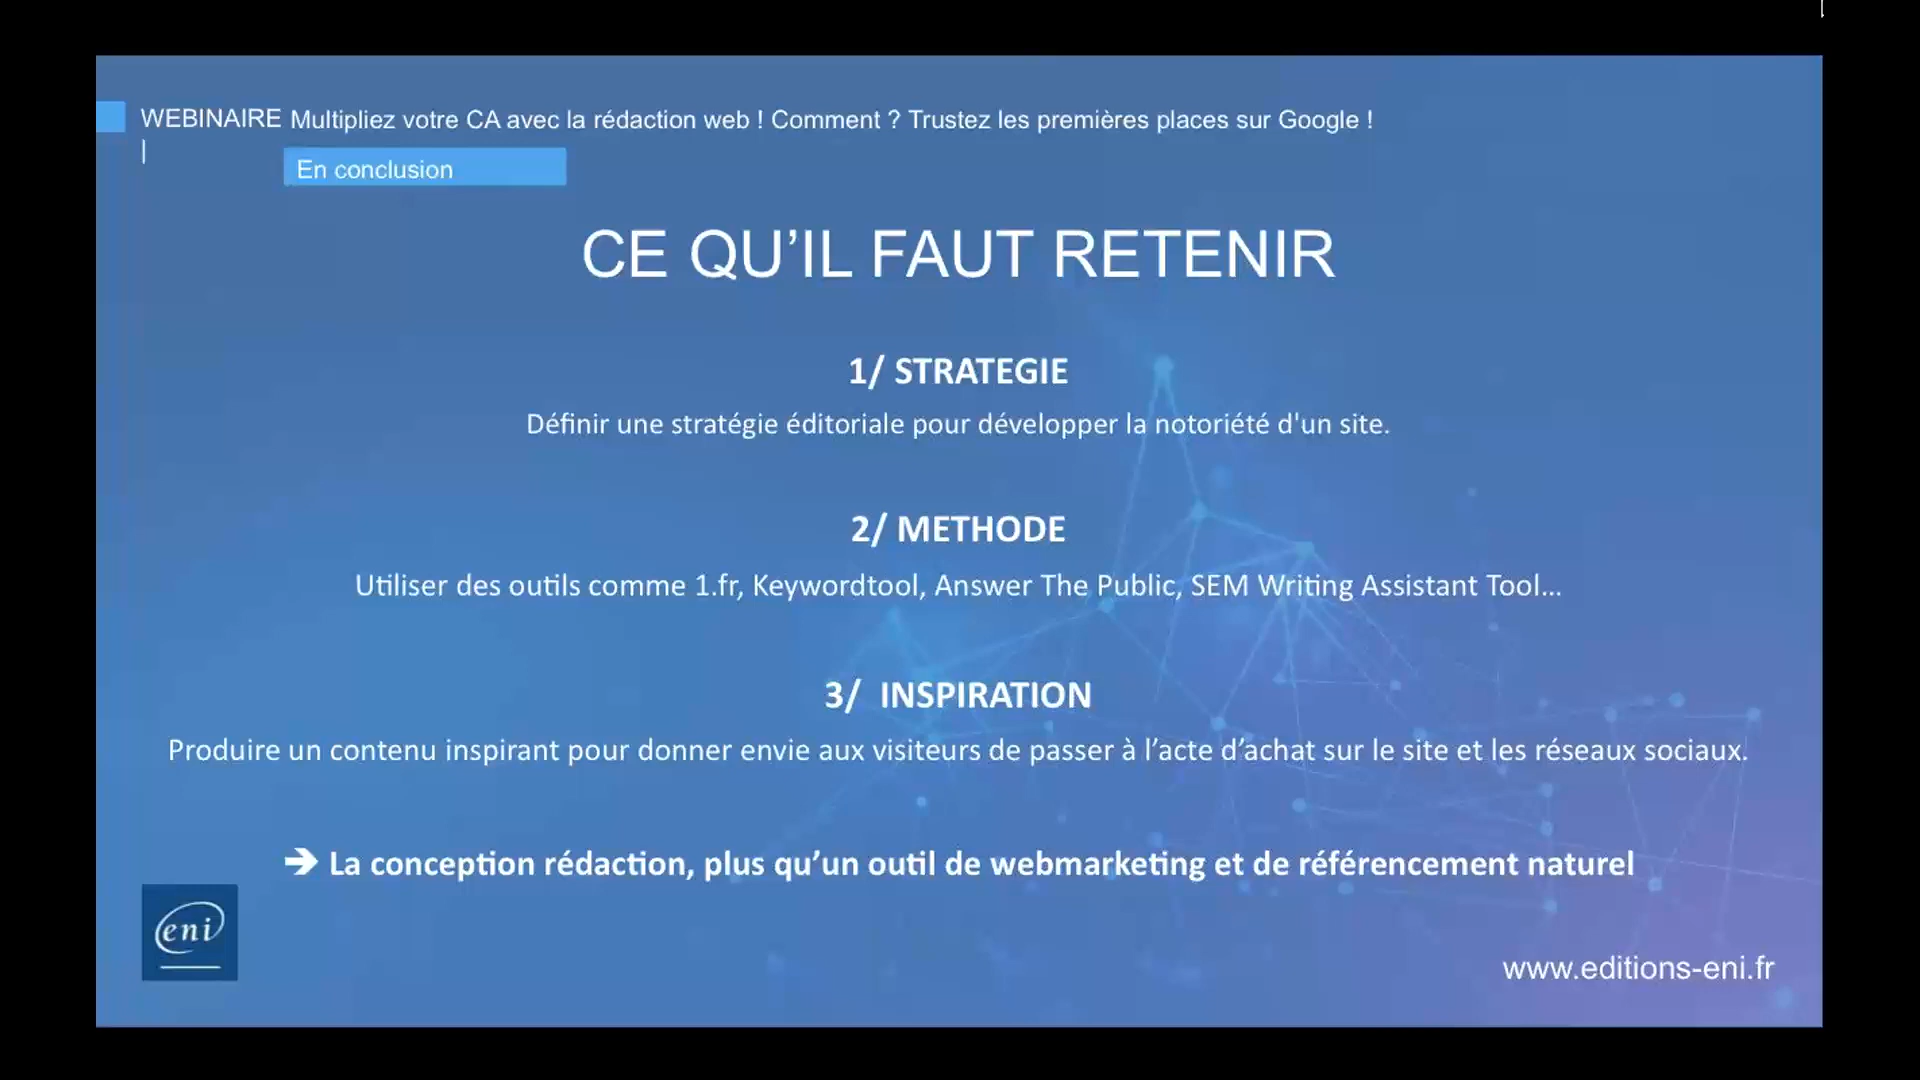 WEBINAIRE Multipliez votre CA avec la rédaction web ! Comment ? Trustez les premières places sur Google !
En conclusion
CE QU’IL FAUT RETENIR
1/ STRATEGIE
Définir une stratégie éditoriale pour développer la notoriété d'un site.
2/ METHODE
Utiliser des outils comme 1.fr, Keywordtool, Answer The Public, SEM Writing Assistant Tool...
3/ INSPIRATION
Produire un contenu inspirant pour donner envie aux visiteurs de passer à l’acte d’achat sur le site et les réseaux sociaux.
➔ La conception rédaction, plus qu’un outil de webmarketing et de référencement naturel
eni
www.editions-eni.fr